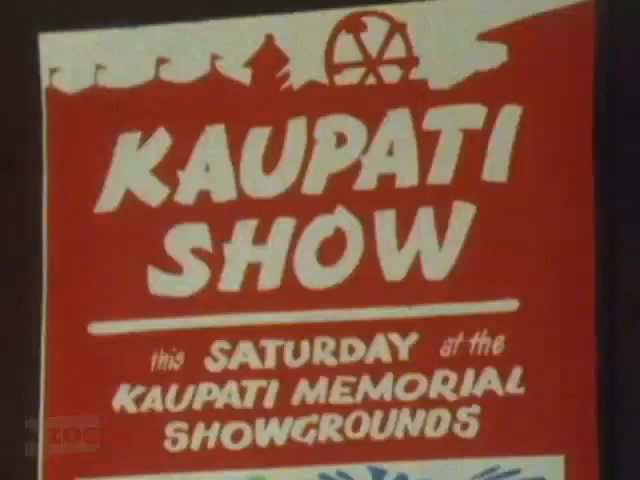 KAUPATI
SHOW
this SATURDAY at the
KAUPATI MEMORIAL
SHOWGROUNDS